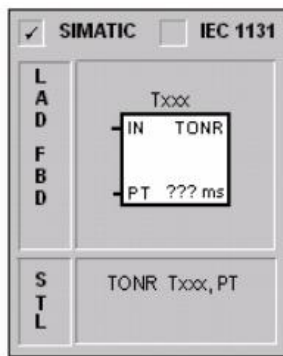 ✓ SIMATIC IEC 1131
L
A
D
F
B
D
Txxx
IN TONR
PT ??? ms
S
T
L
TONR Txxx, PT